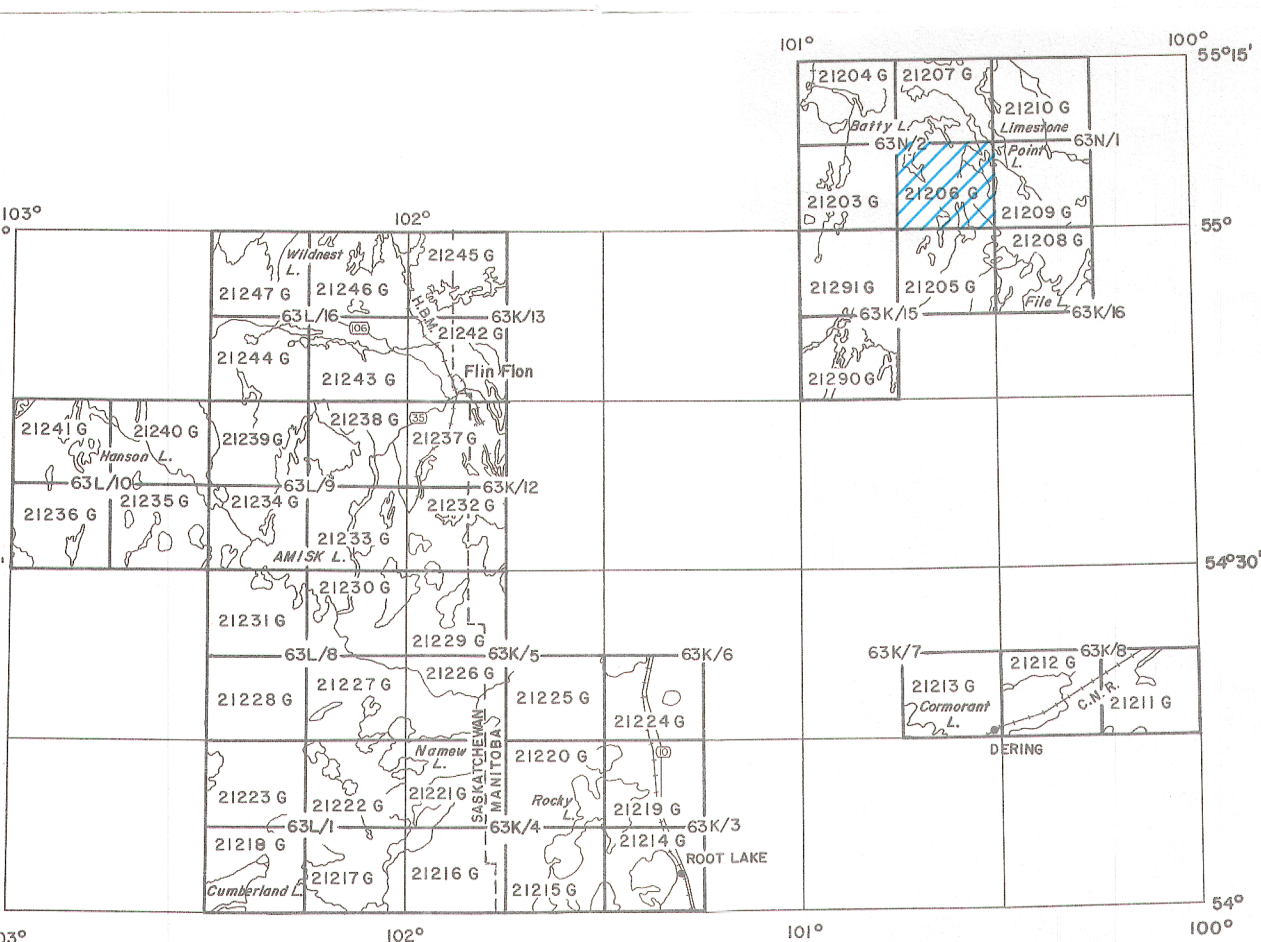 101°
100°
55°15'
21204 G
21207 G
21210 G
Batty L.
Limestone
63N/2
63N/1
Point
L.
21203 G
21206 G
21209 G
103°
102°
55°
21208 G
Wildnest
L.
21245 G
21247 G
21246 G
H.B.M.
21291 G
21205 G
File L.
63L/16
63K/13
63K/15
63K/16
106
21242 G
21244 G
21243 G
Flin Flon
21290 G
21241 G
21240 G
21239 G
21238 G
35
21237 G
Hanson L.
63L/10
63L/9
63K/12
21236 G
21235 G
21234 G
21233 G
21232 G
AMISK L.
54°30'
21230 G
21231 G
21229 G
63L/8
63K/5
63K/6
63K/7
63K/8
21228 G
21227 G
21226 G
21225 G
21224 G
21213 G
21212 G
21211 G
Cormorant
L.
C.N.R.
DERING
SASKATCHEWAN
MANITOBA
Namew
L.
21220 G
10
21223 G
21222 G
21221 G
Rocky
L.
21219 G
63L/1
63K/4
63K/3
21218 G
21214 G
ROOT LAKE
Cumberland L.
21217 G
21216 G
21215 G
54°
03°
102°
101°
100°